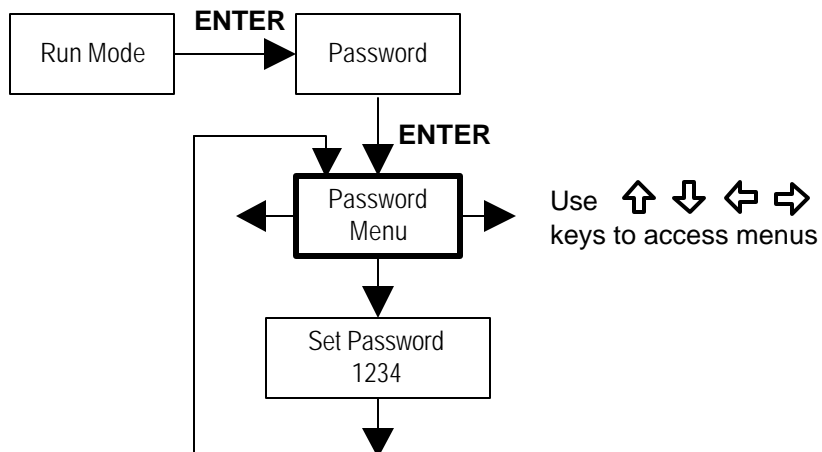 ENTER
Run Mode
Password
ENTER
Password
Menu
Use
keys to access menus
Set Password
1234